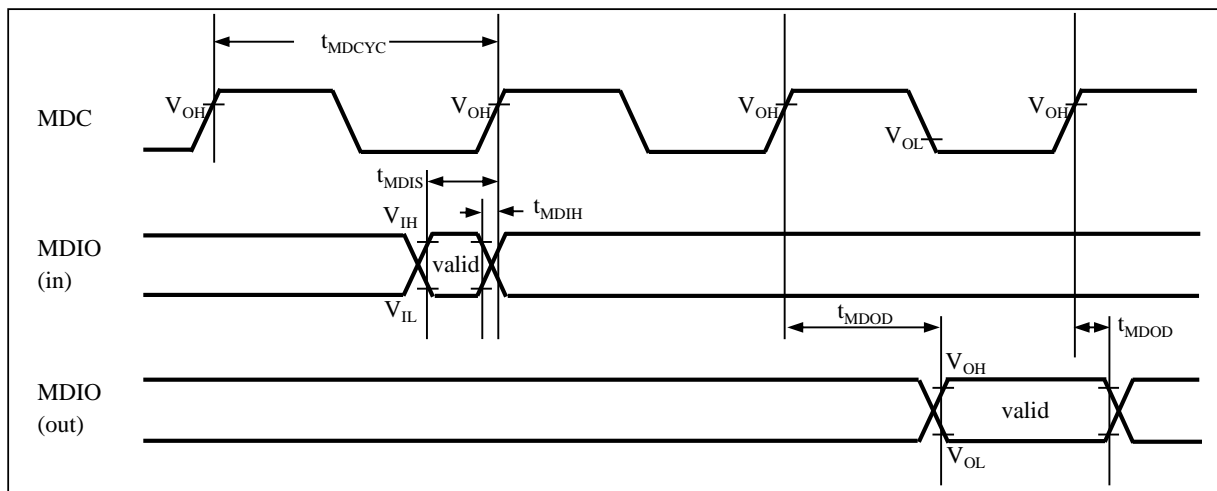 tMDCYC
MDC
VOH
VOH
VOH
VOL
VOH
tMDIS
tMDIH
MDIO
(in)
VIH
valid
VIL
tMDOD
tMDOD
MDIO
(out)
VOH
valid
VOL